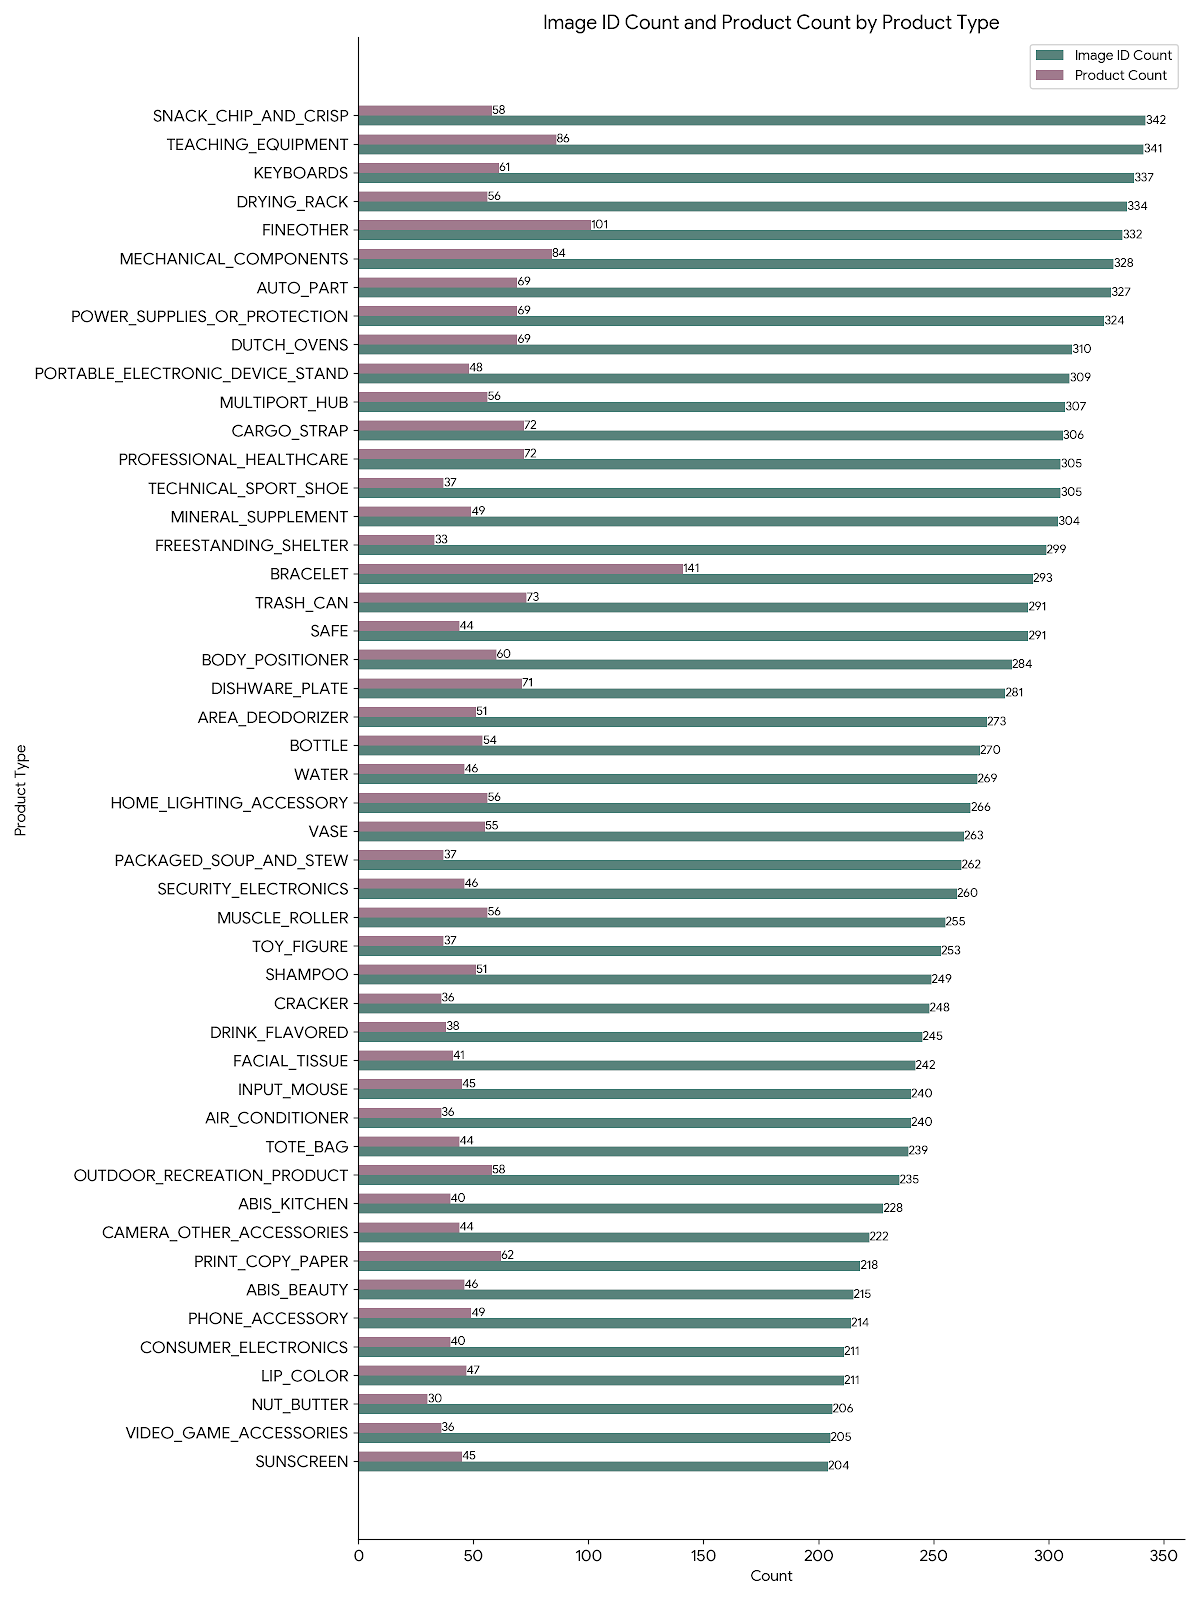 Image ID Count and Product Count by Product Type
Image ID Count
Product Count
SNACK_CHIP_AND_CRISP 58 342
TEACHING_EQUIPMENT 86 341
KEYBOARDS 61 337
DRYING_RACK 56 334
FINEOTHER 101 332
MECHANICAL_COMPONENTS 84 328
AUTO_PART 69 327
POWER_SUPPLIES_OR_PROTECTION 69 324
DUTCH_OVENS 69 310
PORTABLE_ELECTRONIC_DEVICE_STAND 48 309
MULTIPORT_HUB 56 307
CARGO_STRAP 72 306
PROFESSIONAL_HEALTHCARE 72 305
TECHNICAL_SPORT_SHOE 37 305
MINERAL_SUPPLEMENT 49 304
FREESTANDING_SHELTER 33 299
BRACELET 141 293
TRASH_CAN 73 291
SAFE 44 291
BODY_POSITIONER 60 284
DISHWARE_PLATE 71 281
AREA_DEODORIZER 51 273
BOTTLE 54 270
WATER 46 269
HOME_LIGHTING_ACCESSORY 56 266
VASE 55 263
PACKAGED_SOUP_AND_STEW 37 262
SECURITY_ELECTRONICS 46 260
MUSCLE_ROLLER 56 255
TOY_FIGURE 37 253
SHAMPOO 51 249
CRACKER 36 248
DRINK_FLAVORED 38 245
FACIAL_TISSUE 41 242
INPUT_MOUSE 45 240
AIR_CONDITIONER 36 240
TOTE_BAG 44 239
OUTDOOR_RECREATION_PRODUCT 58 235
ABIS_KITCHEN 40 228
CAMERA_OTHER_ACCESSORIES 44 222
PRINT_COPY_PAPER 62 218
ABIS_BEAUTY 46 215
PHONE_ACCESSORY 49 214
CONSUMER_ELECTRONICS 40 211
LIP_COLOR 47 211
NUT_BUTTER 30 206
VIDEO_GAME_ACCESSORIES 36 205
SUNSCREEN 45 204
Product Type
0 50 100 150 200 250 300 350
Count